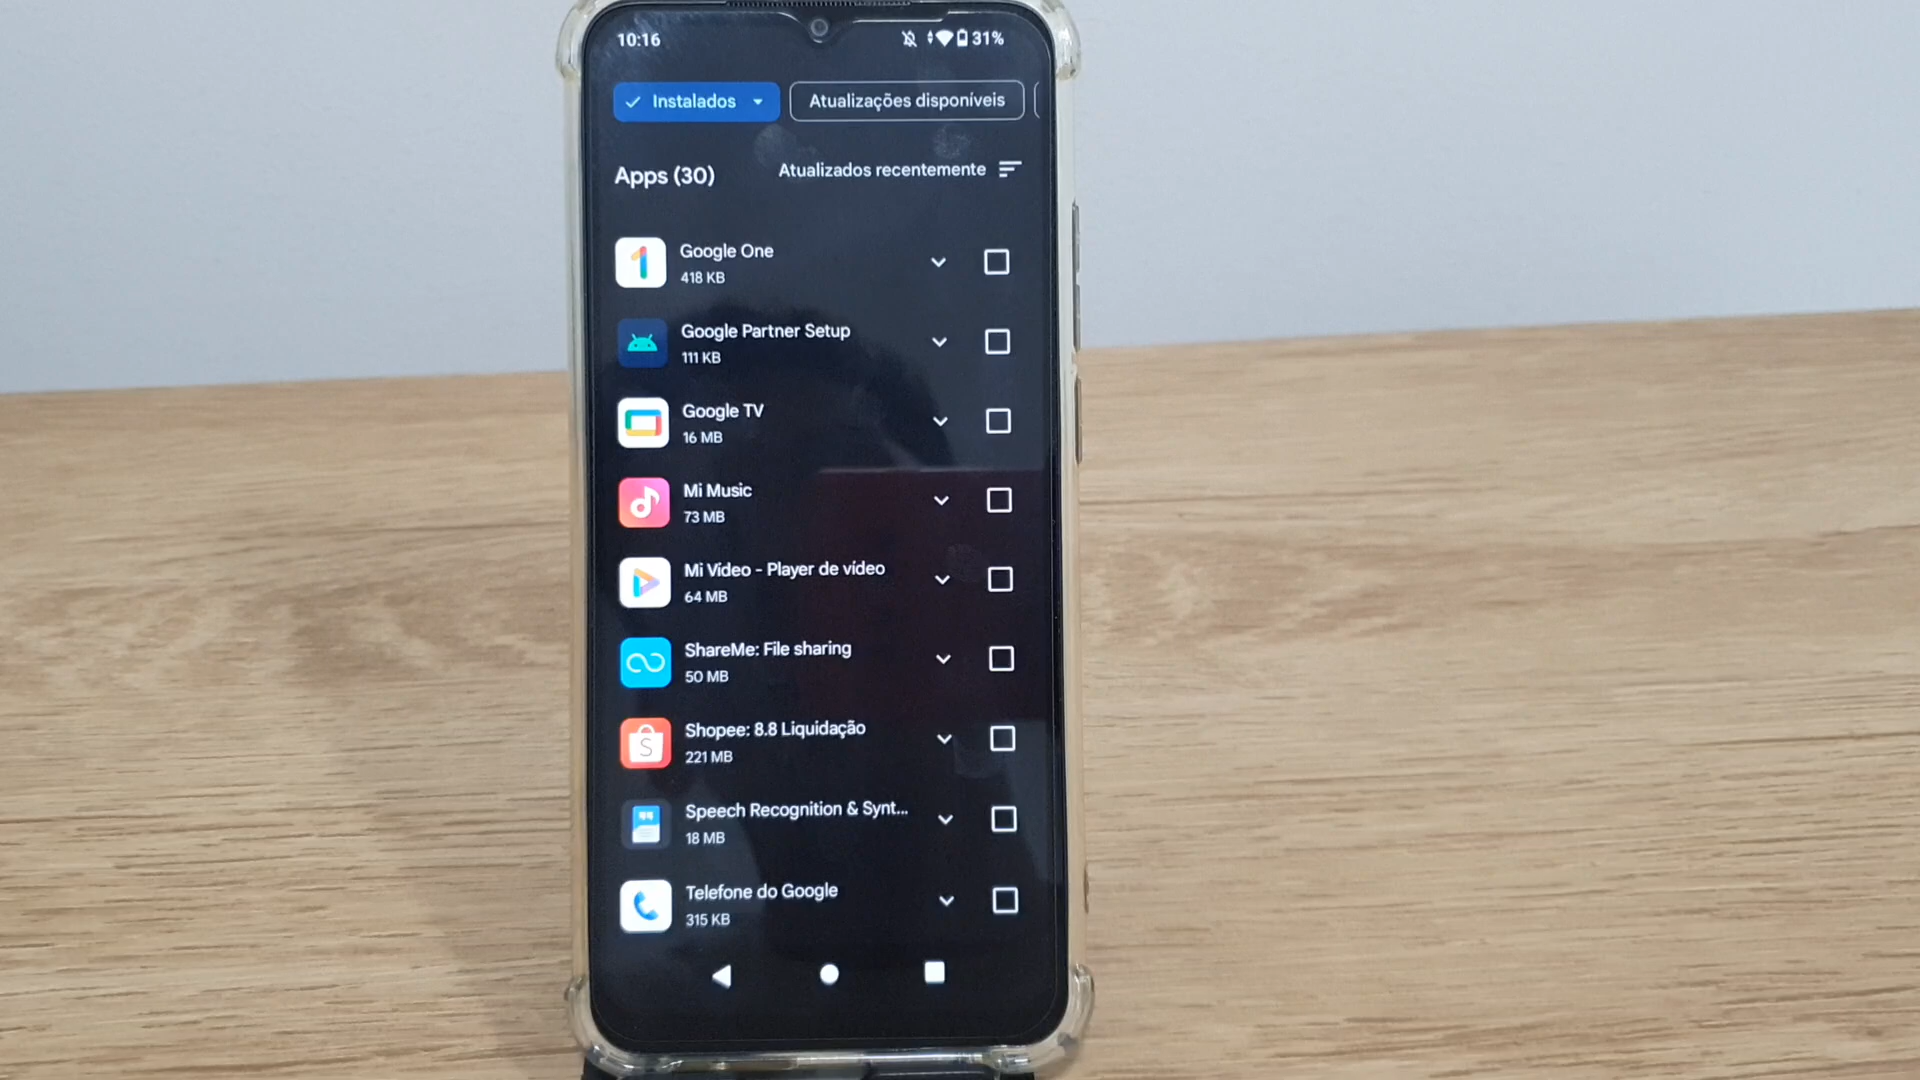 10:16 31%
Instalados Atualizações disponíveis
Apps (30) Atualizados recentemente
Google One
418 KB
Google Partner Setup
111 KB
Google TV
16 MB
Mi Music
73 MB
Mi Video - Player de vídeo
64 MB
ShareMe: File sharing
50 MB
Shopee: 8.8 Liquidação
221 MB
Speech Recognition & Synt...
18 MB
Telefone do Google
315 KB